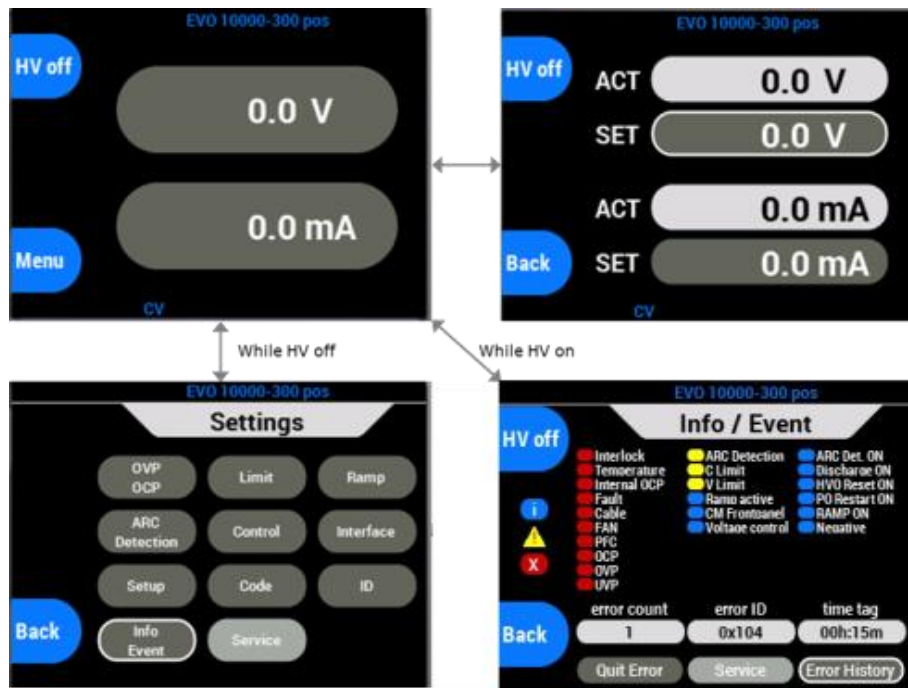 EVO 10000-300 pos
HV off
0.0 V
0.0 mA
Menu
CV
EVO 10000-300 pos
HV off
ACT 0.0 V
SET 0.0 V
ACT 0.0 mA
Back SET 0.0 mA
CV
While HV off
While HV on
EVO 10000-300 pos
Settings
OVP OCP
Limit
Ramp
ARC Detection
Control
Interface
Setup
Code
ID
Back
Info Event
Service
EVO 10000-300 pos
Info / Event
HV off
Interlock ARC Detection ARC Det. ON
Temperature C Limit Discharge ON
Internal OCP V Limit HVO Reset ON
Fault Ramp active PO Restart ON
Cable CM Frontpanel RAMP ON
FAN Voltage control Negative
PFC
OCP
OVP
UVP
i
!
X
error count error ID time tag
Back 1 0x104 00h:15m
Quit Error Service Error History